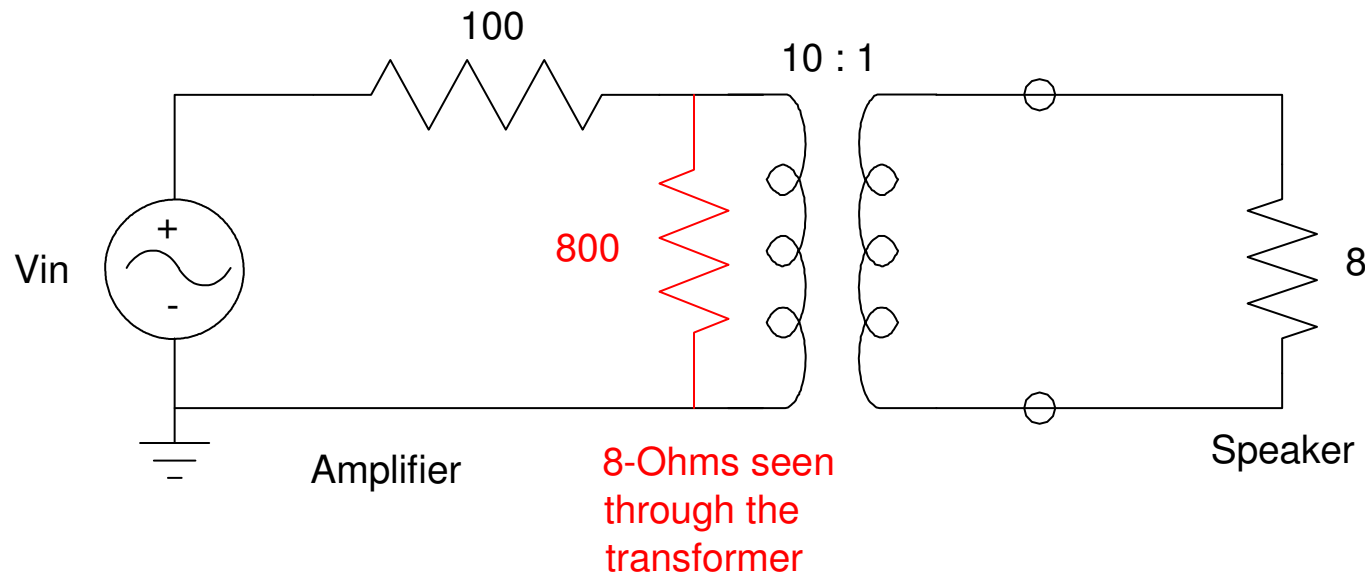 100
10 : 1
+
Vin
-
800
8
Amplifier
8-Ohms seen
through the
transformer
Speaker